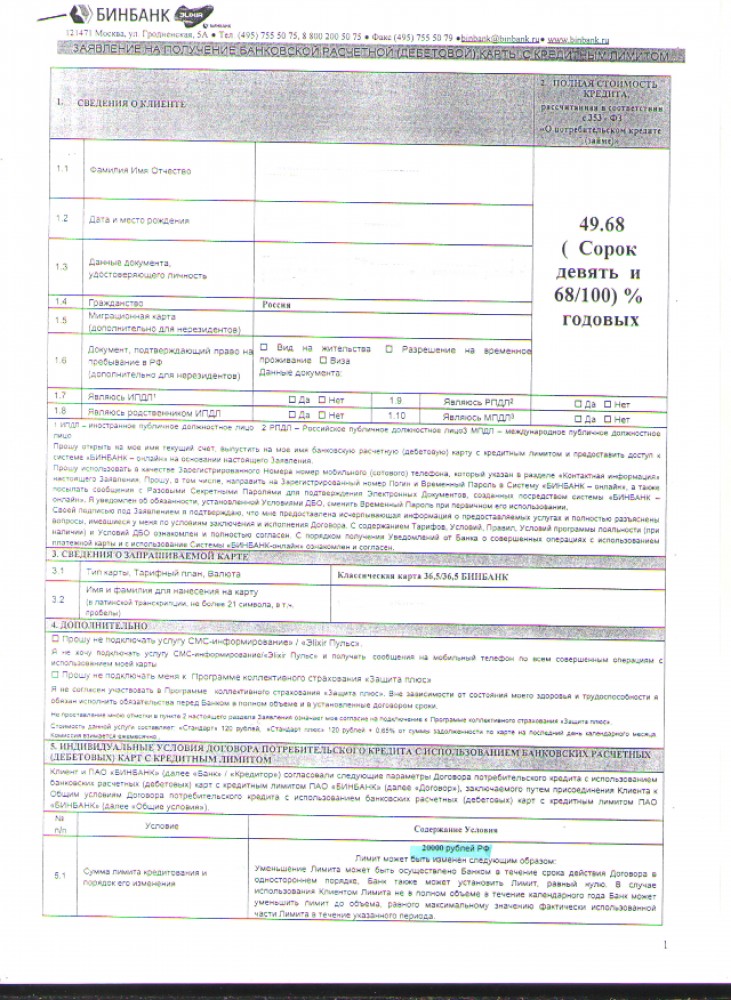 БИНБАНК ЭLIXIR БИНБАНК
121471 Москва, ул. Гродненская, 5А • Тел. (495) 755 50 75, 8 800 200 50 75 • Факс (495) 755 50 79 •binbank@binbank.ru• www.binbank.ru
ЗАЯВЛЕНИЕ НА ПОЛУЧЕНИЕ БАНКОВСКОЙ РАСЧЕТНОЙ (ДЕБЕТОВОЙ) КАРТЫ С КРЕДИТНЫМ ЛИМИТОМ
1. СВЕДЕНИЯ О КЛИЕНТЕ
2. ПОЛНАЯ СТОИМОСТЬ
КРЕДИТА,
рассчитанная в соответствии
с 353 - ФЗ
«О потребительском кредите
(займе)»
1.1 Фамилия Имя Отчество
1.2 Дата и место рождения
1.3 Данные документа,
удостоверяющего личность
49.68
( Сорок
девять и
68/100) %
годовых
1.4 Гражданство Россия
1.5 Миграционная карта
(дополнительно для нерезидентов)
1.6 Документ, подтверждающий право на
пребывание в РФ
(дополнительно для нерезидентов)
☐ Вид на жительства ☐ Разрешение на временное
проживание ☐ Виза
Данные документа:
1.7 Являюсь ИПДЛ¹ ☐ Да ☐ Нет 1.9 Являюсь РПДЛ² ☐ Да ☐ Нет
1.8 Являюсь родственником ИПДЛ ☐ Да ☐ Нет 1.10 Являюсь МПДЛ³ ☐ Да ☐ Нет
1 ИПДЛ – иностранное публичное должностное лицо 2 РПДЛ – Российское публичное должностное лицо3 МПДЛ – международное публичное должностное
лицо
Прошу открыть на мое имя текущий счет, выпустить на мое имя банковскую расчетную (дебетовую) карту с кредитным лимитом и предоставить доступ к
системе «БИНБАНК – онлайн» на основании настоящего Заявления.
Прошу использовать в качестве Зарегистрированного Номера номер мобильного (сотового) телефона, который указан в разделе «Контактная информация»
настоящего Заявления. Прошу, в том числе, направить на Зарегистрированный номер Логин и Временный Пароль в Систему «БИНБАНК – онлайн», а также
посылать сообщения с Разовыми Секретными Паролями для подтверждения Электронных Документов, созданных посредством системы «БИНБАНК –
онлайн». Я уведомлен об обязанности, установленной Условиями ДБО, сменить Временный Пароль при первичном его использовании.
Своей подписью под Заявлением я подтверждаю, что мне предоставлена исчерпывающая информация о предоставляемых услугах и полностью разъяснены
вопросы, имевшиеся у меня по условиям заключения и исполнения Договора. С содержанием Тарифов, Условий, Правил, Условий программы лояльности (при
наличии) и Условий ДБО ознакомлен и полностью согласен. С порядком получения Уведомлений от Банка о совершенных операциях с использованием
платежной карты и с использование Системы «БИНБАНК-онлайн» ознакомлен и согласен.
3. СВЕДЕНИЯ О ЗАПРАШИВАЕМОЙ КАРТЕ
3.1 Тип карты, Тарифный план, Валюта Классическая карта 36,5/36,5 БИНБАНК
3.2 Имя и фамилия для нанесения на карту
(в латинской транскрипции, не более 21 символа, в т.ч.
пробелы)
4. ДОПОЛНИТЕЛЬНО
☐ Прошу не подключать услугу СМС-информирование» / «Эlixir Пульс».
Я не хочу подключать услугу СМС-информирование/«Эlixir Пульс» и получать сообщения на мобильный телефон по всем совершенным операциям с
использованием моей карты
☐ Прошу не подключать меня к Программе коллективного страхования «Защита плюс»
Я не согласен участвовать в Программе коллективного страхования «Защита плюс». Вне зависимости от состояния моего здоровья и трудоспособности я
обязан исполнить обязательства перед Банком в полном объеме и в установленные договором сроки.
Не проставление мною отметки в пункте 2 настоящего раздела Заявления означает мое согласие на подключение к Программе коллективного страхования «Защита плюс».
Стоимость данной услуги составляет: «Стандарт» 120 рублей, «Стандарт плюс» 120 рублей + 0.65% от суммы задолженности по карте на последний день календарного месяца.
Комиссия взимается ежемесячно
5. ИНДИВИДУАЛЬНЫЕ УСЛОВИЯ ДОГОВОРА ПОТРЕБИТЕЛЬСКОГО КРЕДИТА С ИСПОЛЬЗОВАНИЕМ БАНКОВСКИХ РАСЧЕТНЫХ
(ДЕБЕТОВЫХ) КАРТ С КРЕДИТНЫМ ЛИМИТОМ
Клиент и ПАО «БИНБАНК» (далее «Банк» / «Кредитор») согласовали следующие параметры Договора потребительского кредита с использованием
банковских расчетных (дебетовых) карт с кредитным лимитом ПАО «БИНБАНК» (далее «Договор»), заключаемого путем присоединения Клиента к
Общим условиям Договора потребительского кредита с использованием банковских расчетных (дебетовых) карт с кредитным лимитом ПАО
«БИНБАНК» (далее «Общие условия»).
№
п/п Условие Содержание Условия
5.1 Сумма лимита кредитования и
порядок его изменения
20000 рублей РФ
Лимит может быть изменен следующим образом:
Уменьшение Лимита может быть осуществлено Банком в течение срока действия Договора в
одностороннем порядке, Банк также может установить Лимит, равный нулю. В случае
использования Клиентом Лимита не в полном объеме в течение календарного года Банк может
уменьшить лимит до объема, равного максимальному значению фактически использованной
части Лимита в течение указанного периода.
1